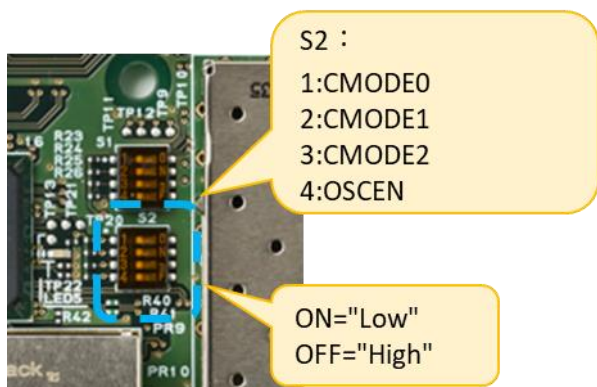 S2：
1:CMODE0
2:CMODE1
3:CMODE2
4:OSCEN
ON="Low"
OFF="High"
TP10
TP9
TP12
TP11
S1
R23
R24
R25
R26
16
TP13
TP21
TP20
S2
TP22
LED5
R42
R40
R41
PR9
PR10